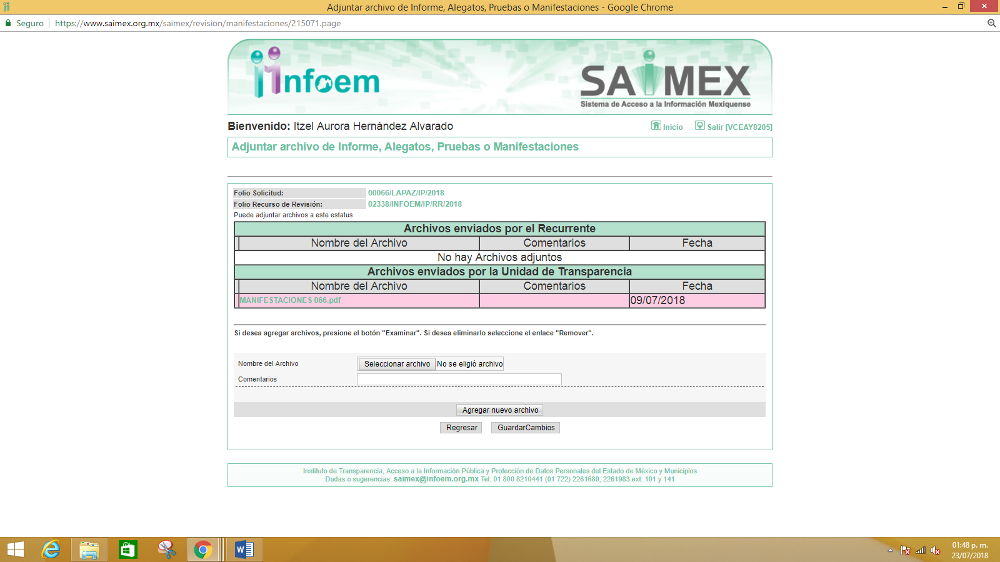 Adjuntar archivo de Informe, Alegatos, Pruebas o Manifestaciones - Google Chrome
Seguro https://www.saimex.org.mx/saimex/revision/manifestaciones/215071.page
infoem
SAIMEX
Sistema de Acceso a la Información Mexiquense
Bienvenido: Itzel Aurora Hernández Alvarado Inicio Salir [VCEAY8205]
Adjuntar archivo de Informe, Alegatos, Pruebas o Manifestaciones
Folio Solicitud: 00066/LAPAZ/IP/2018
Folio Recurso de Revisión: 02338/INFOEM/IP/RR/2018
Puede adjuntar archivos a este estatus
Archivos enviados por el Recurrente
Nombre del Archivo Comentarios Fecha
No hay Archivos adjuntos
Archivos enviados por la Unidad de Transparencia
Nombre del Archivo Comentarios Fecha
MANIFESTACIONES 066.pdf 09/07/2018
Si desea agregar archivos, presione el botón "Examinar". Si desea eliminarlo seleccione el enlace "Remover".
Nombre del Archivo Seleccionar archivo No se eligió archivo
Comentarios
Agregar nuevo archivo
Regresar GuardarCambios
Instituto de Transparencia, Acceso a la Información Pública y Protección de Datos Personales del Estado de México y Municipios
Dudas o sugerencias: saimex@infoem.org.mx Tel. 01 800 8210441 (01 722) 2261680, 2261983 ext. 101 y 141
01:48 p. m.
23/07/2018